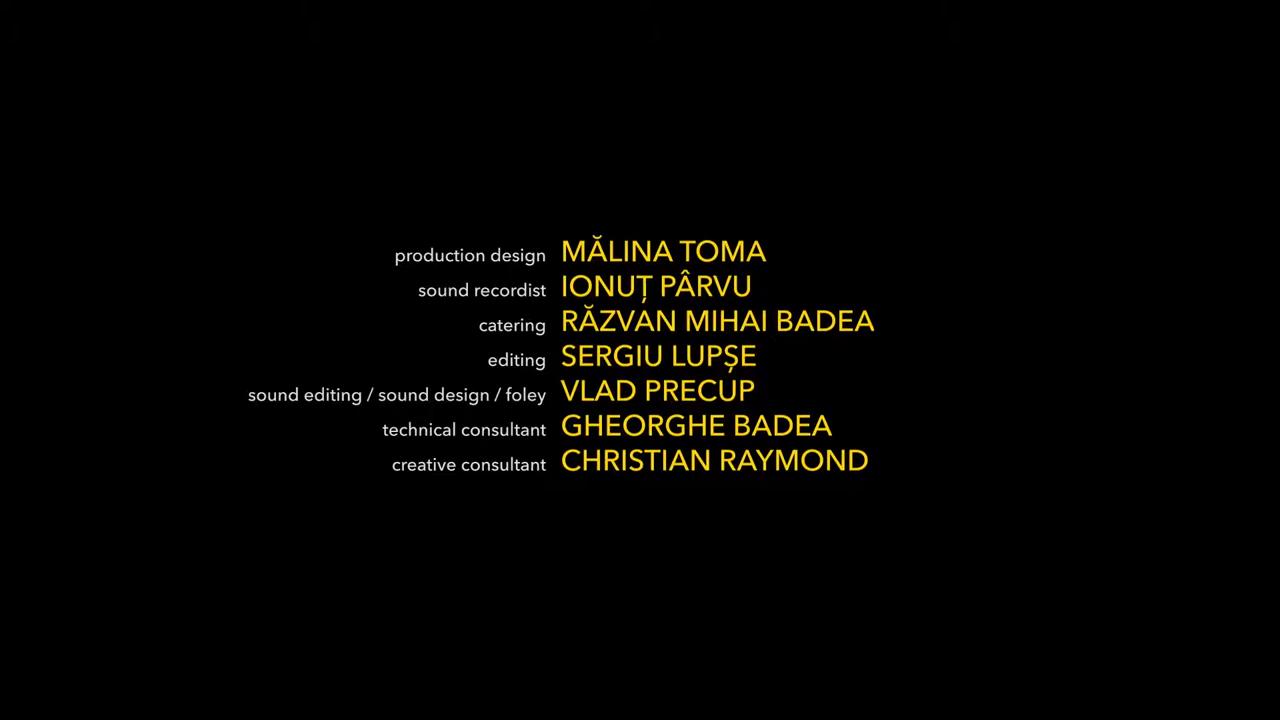 production design MĂLINA TOMA
sound recordist IONUȚ PÂRVU
catering RĂZVAN MIHAI BADEA
editing SERGIU LUPȘE
sound editing / sound design / foley VLAD PRECUP
technical consultant GHEORGHE BADEA
creative consultant CHRISTIAN RAYMOND